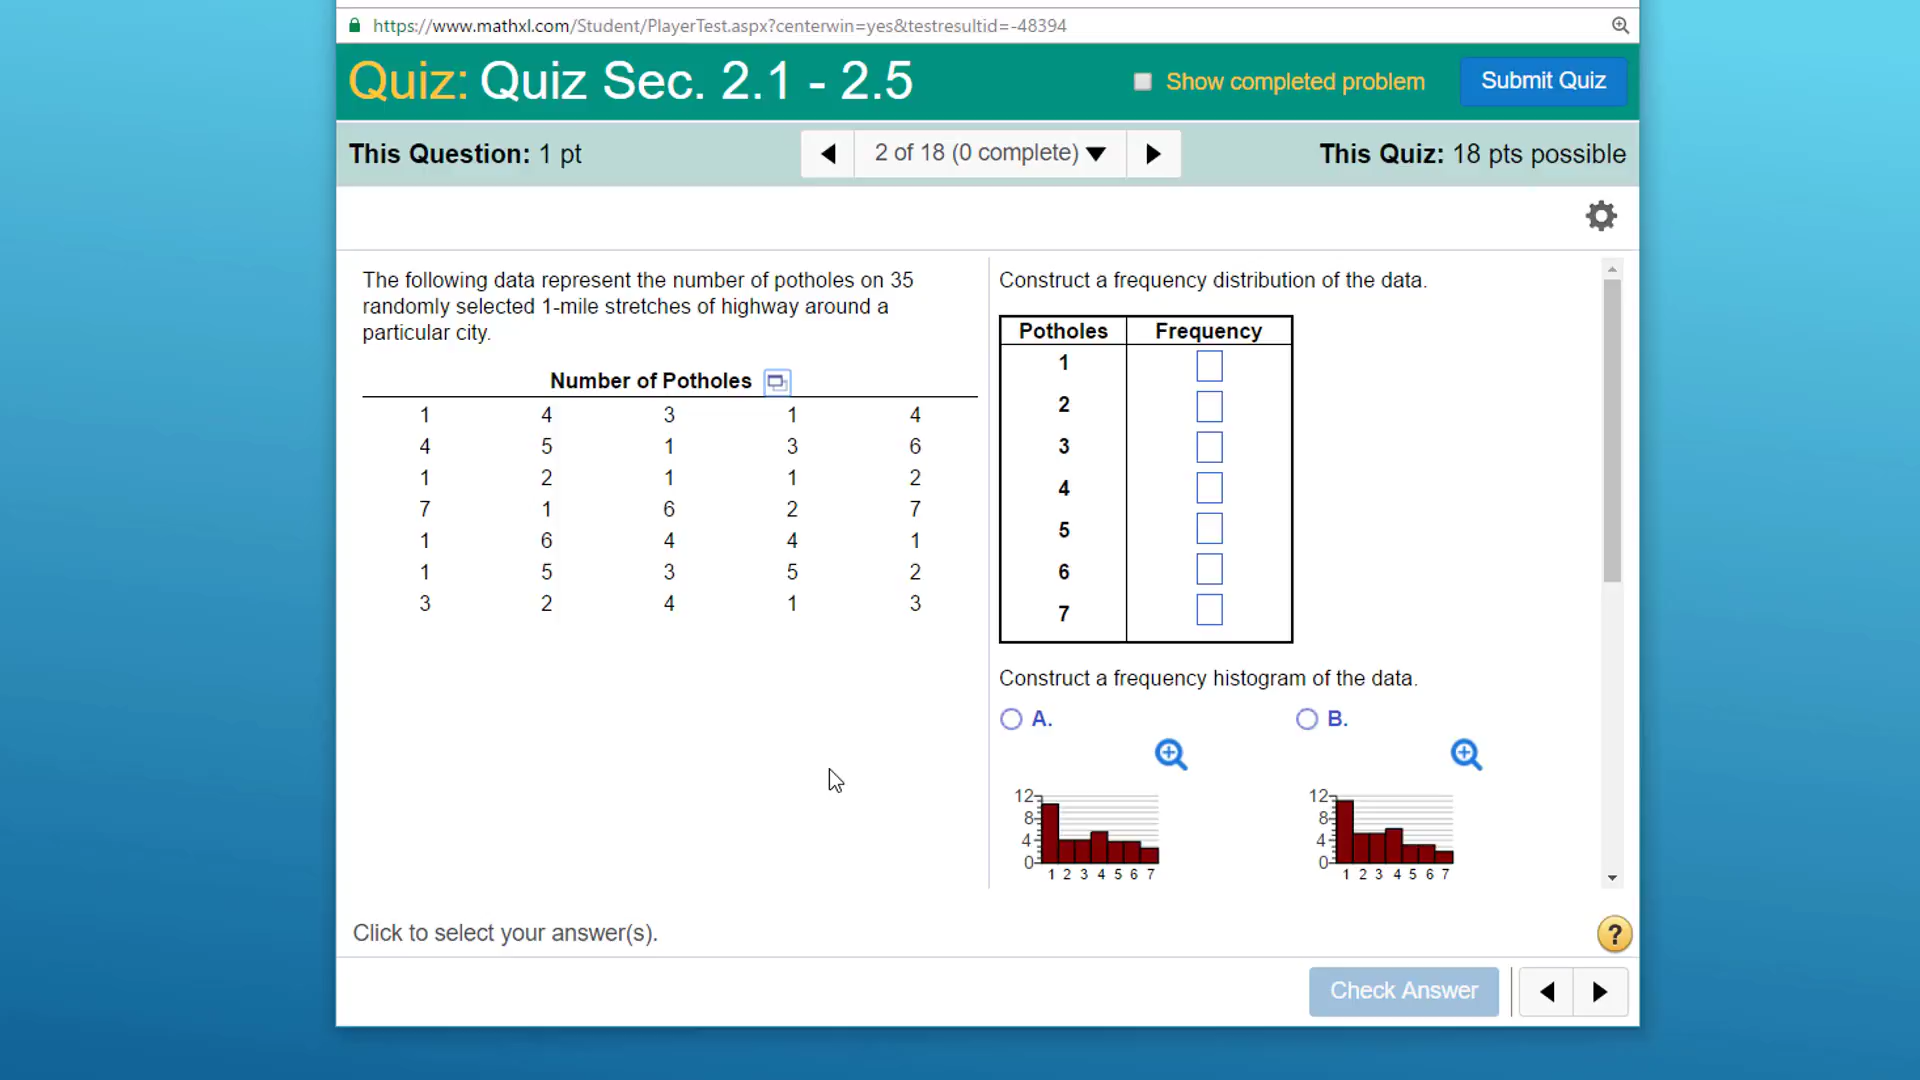 https://www.mathxl.com/Student/PlayerTest.aspx?centerwin=yes&testresultid=-48394
Quiz: Quiz Sec. 2.1 - 2.5
Show completed problem
Submit Quiz
This Question: 1 pt
2 of 18 (0 complete)
This Quiz: 18 pts possible
The following data represent the number of potholes on 35
randomly selected 1-mile stretches of highway around a
particular city.
Number of Potholes
1 4 3 1 4
4 5 1 3 6
1 2 1 1 2
7 1 6 2 7
1 6 4 4 1
1 5 3 5 2
3 2 4 1 3
Construct a frequency distribution of the data.
Potholes Frequency
1
2
3
4
5
6
7
Construct a frequency histogram of the data.
A.
12
8
4
0
1 2 3 4 5 6 7
B.
12
8
4
0
1 2 3 4 5 6 7
Click to select your answer(s).
?
Check Answer